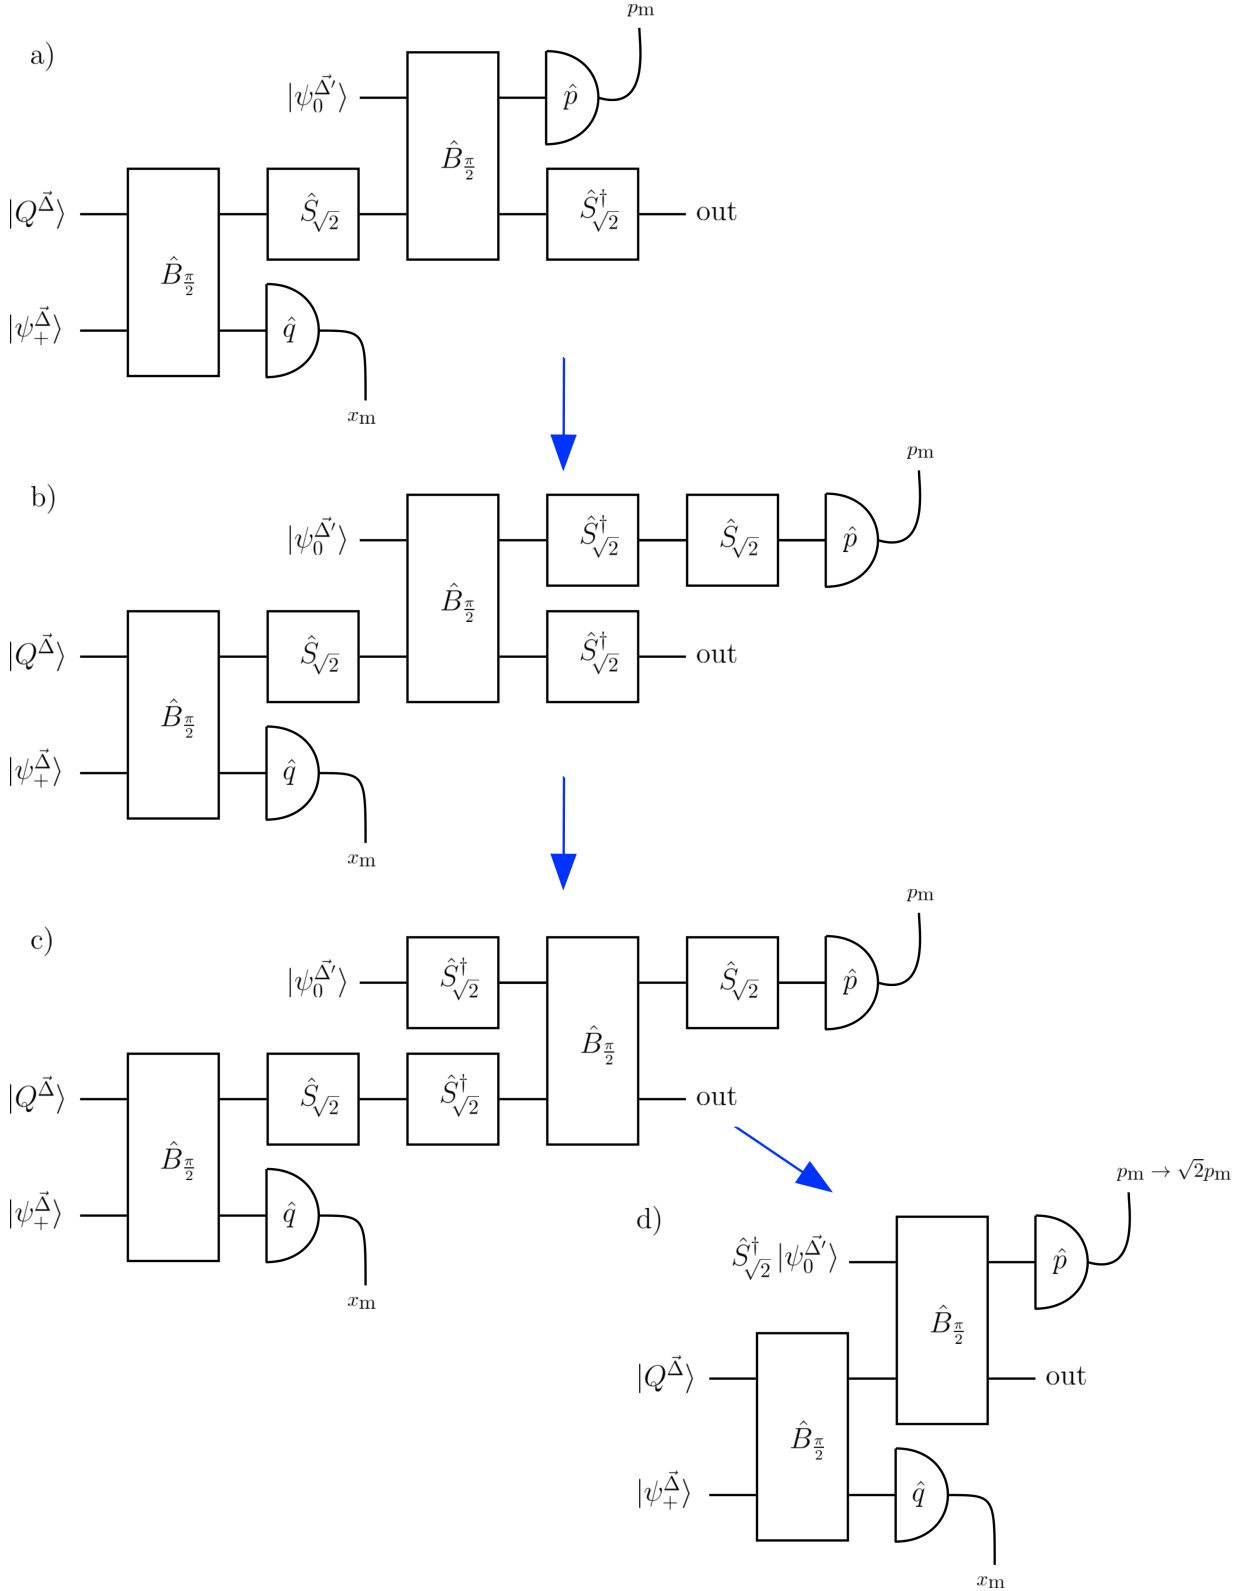 p_m
a)
|ψ_0^{Δ⃗′}⟩ B̂_{π/2} p̂
|Q^{Δ⃗}⟩ B̂_{π/2} Ŝ_{√2} Ŝ^†_{√2} out
|ψ_+^{Δ⃗}⟩ q̂
x_m
p_m
b)
|ψ_0^{Δ⃗′}⟩ B̂_{π/2} Ŝ^†_{√2} Ŝ_{√2} p̂
|Q^{Δ⃗}⟩ B̂_{π/2} Ŝ_{√2} Ŝ^†_{√2} out
|ψ_+^{Δ⃗}⟩ q̂
x_m
p_m
c)
|ψ_0^{Δ⃗′}⟩ Ŝ^†_{√2} B̂_{π/2} Ŝ_{√2} p̂
|Q^{Δ⃗}⟩ B̂_{π/2} Ŝ_{√2} Ŝ^†_{√2} out
|ψ_+^{Δ⃗}⟩ q̂
x_m
p_m → √2p_m
d)
Ŝ^†_{√2} |ψ_0^{Δ⃗′}⟩ B̂_{π/2} p̂
|Q^{Δ⃗}⟩ B̂_{π/2} out
|ψ_+^{Δ⃗}⟩ q̂
x_m